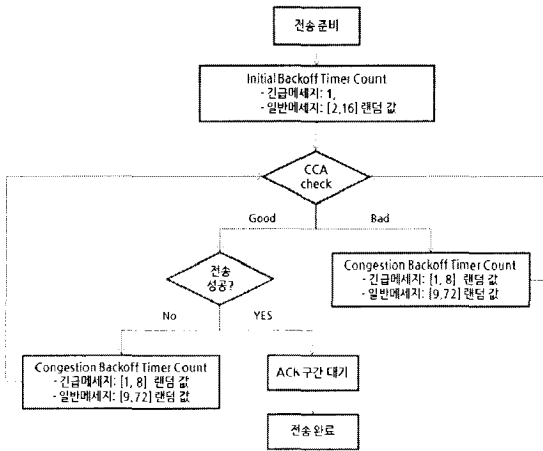 전송 준비
Initial Backoff Timer Count
- 긴급메세지: 1,
- 일반메세지: [2,16] 랜덤 값
CCA
check
Good
Bad
전송
성공?
Congestion Backoff Timer Count
- 긴급메세지: [1, 8] 랜덤 값
- 일반메세지: [9,72] 랜덤 값
No
YES
Congestion Backoff Timer Count
- 긴급메세지: [1, 8] 랜덤 값
- 일반메세지: [9,72] 랜덤 값
ACK 구간 대기
전송 완료